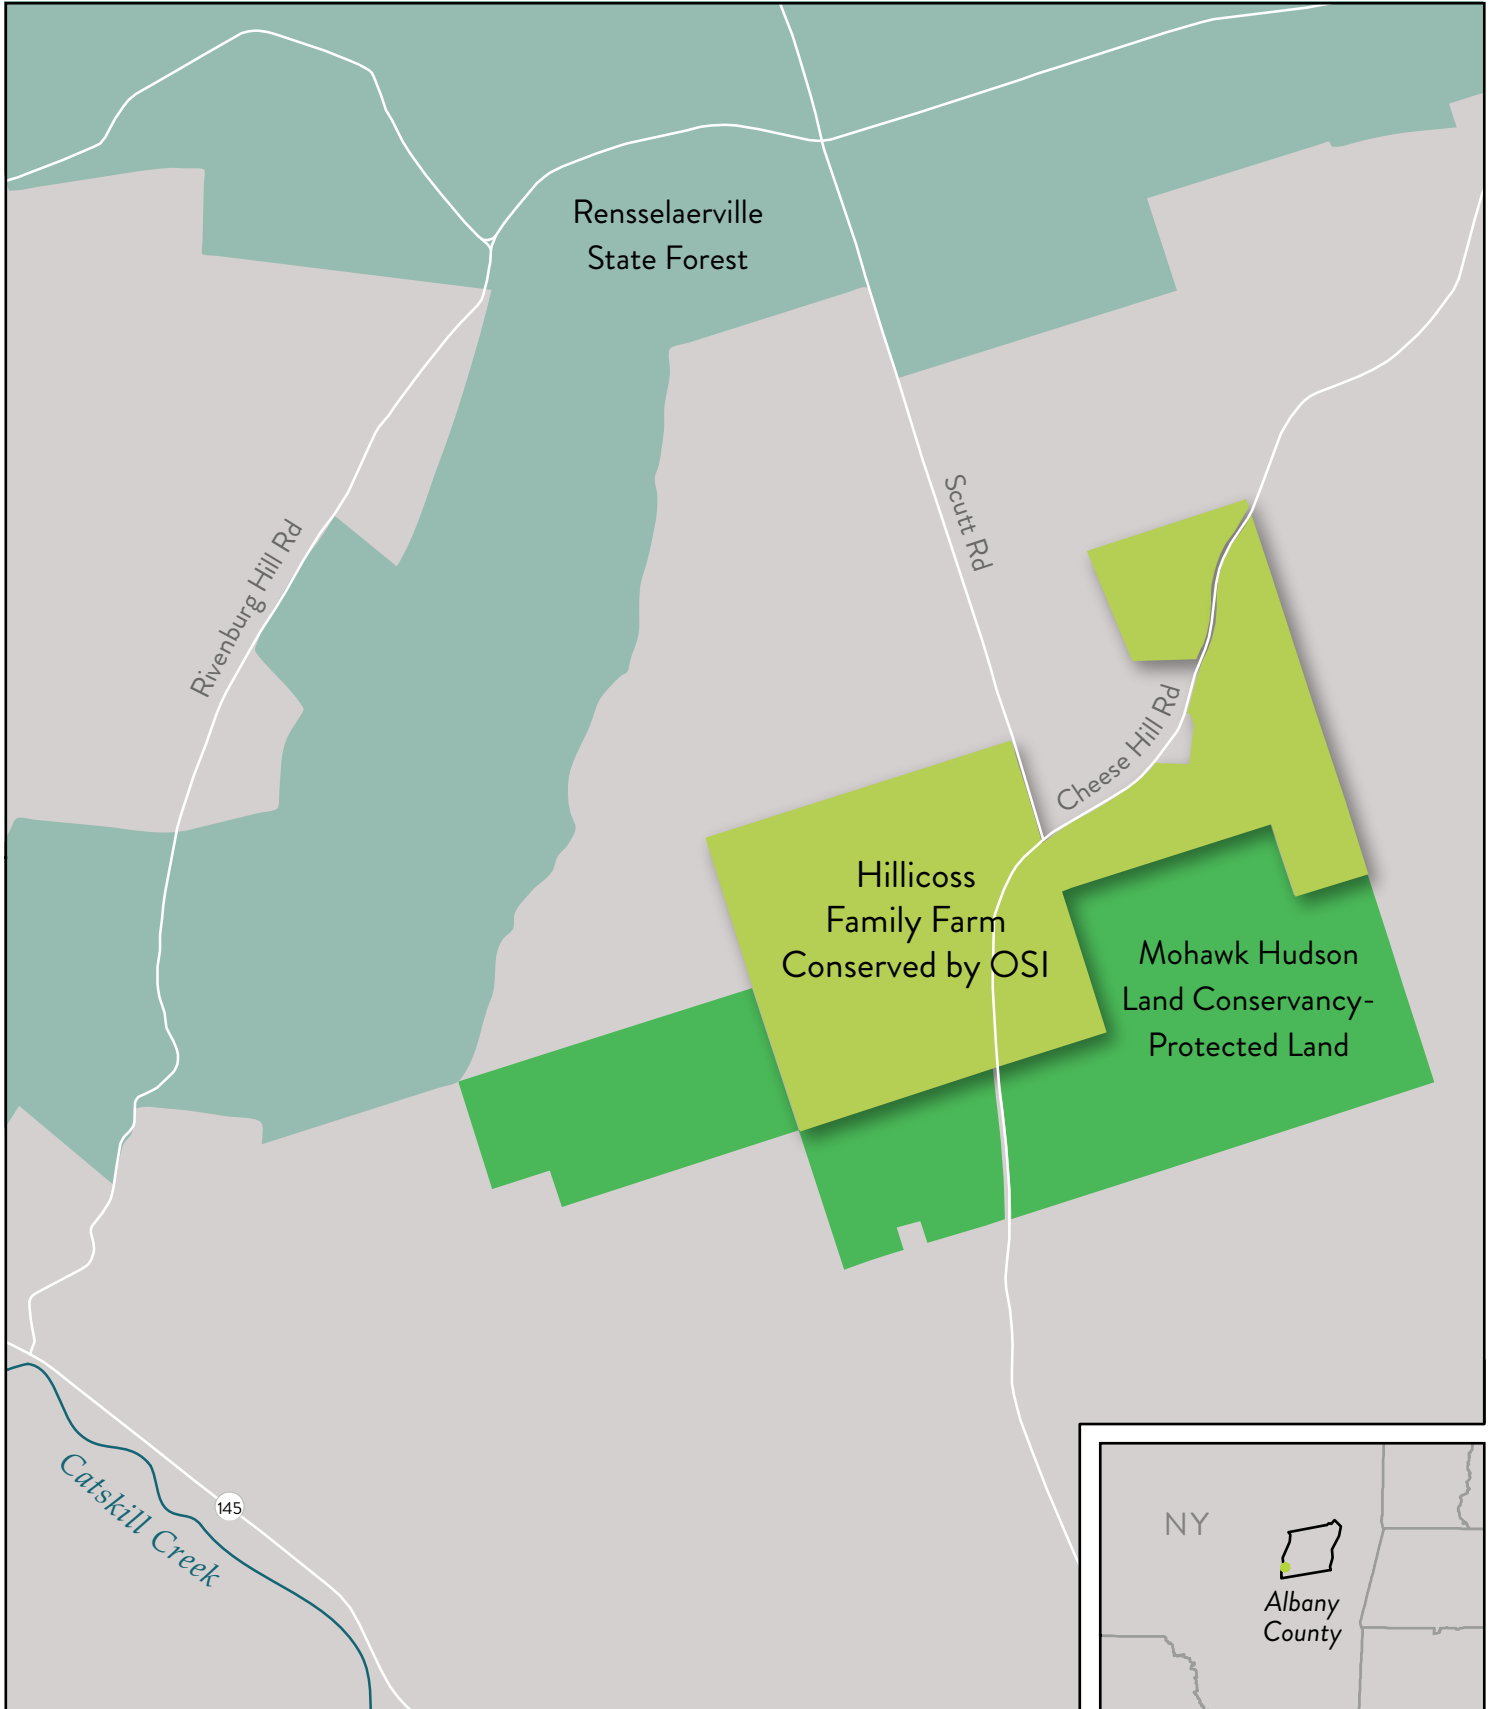 Rensselaerville
State Forest
Scutt Rd
Rivenburg Hill Rd
Cheese Hill Rd
Hillicoss
Family Farm
Conserved by OSI
Mohawk Hudson
Land Conservancy-
Protected Land
Catskill Creek
145
NY
Albany
County